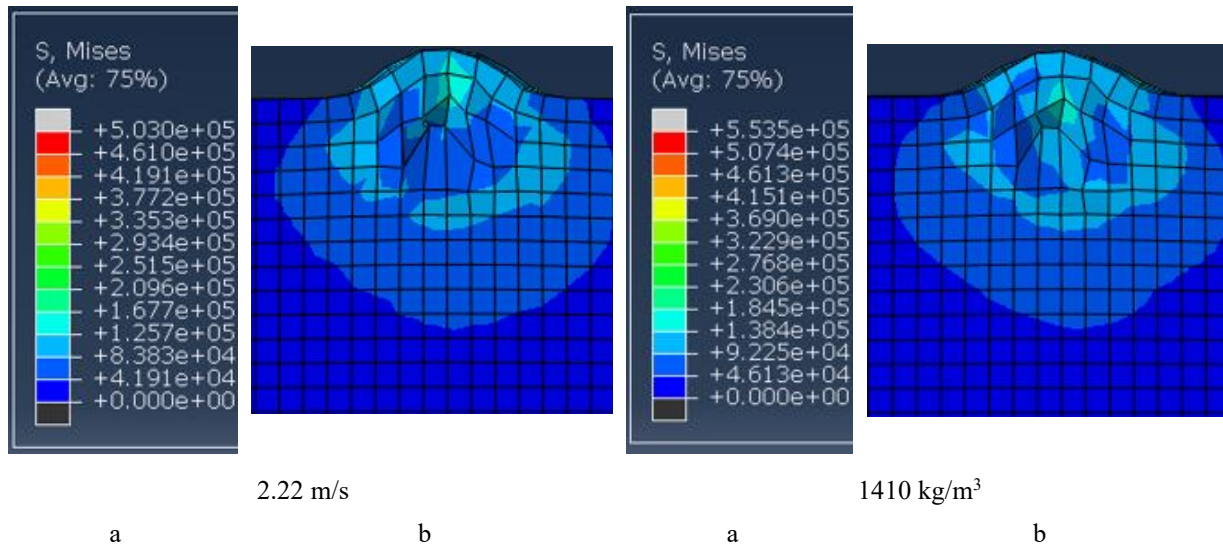 S, Mises
(Avg: 75%)
+5.030e+05
+4.610e+05
+4.191e+05
+3.772e+05
+3.353e+05
+2.934e+05
+2.515e+05
+2.096e+05
+1.677e+05
+1.257e+05
+8.383e+04
+4.191e+04
+0.000e+00
S, Mises
(Avg: 75%)
+5.535e+05
+5.074e+05
+4.613e+05
+4.151e+05
+3.690e+05
+3.229e+05
+2.768e+05
+2.306e+05
+1.845e+05
+1.384e+05
+9.225e+04
+4.613e+04
+0.000e+00
2.22 m/s
1410 kg/m³
a
b
a
b